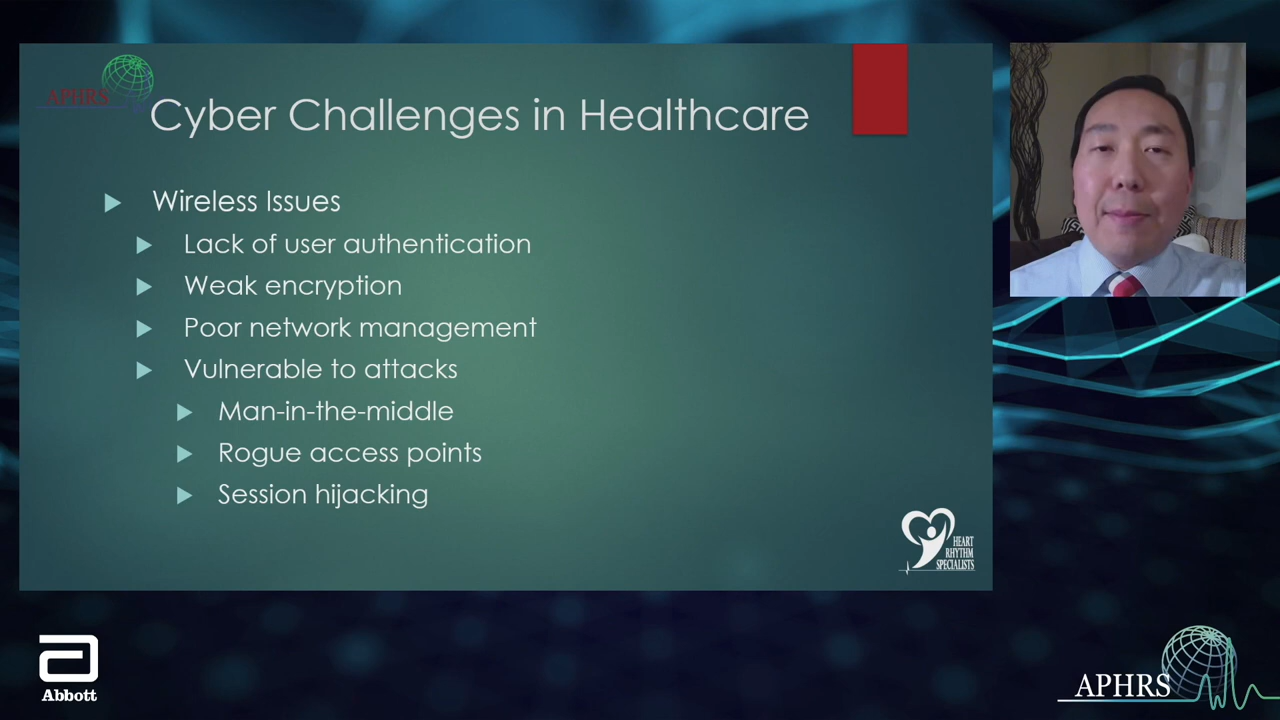 APHRS
Cyber Challenges in Healthcare
Wireless Issues
Lack of user authentication
Weak encryption
Poor network management
Vulnerable to attacks
Man-in-the-middle
Rogue access points
Session hijacking
HEART
RHYTHM
SPECIALISTS
Abbott
APHRS